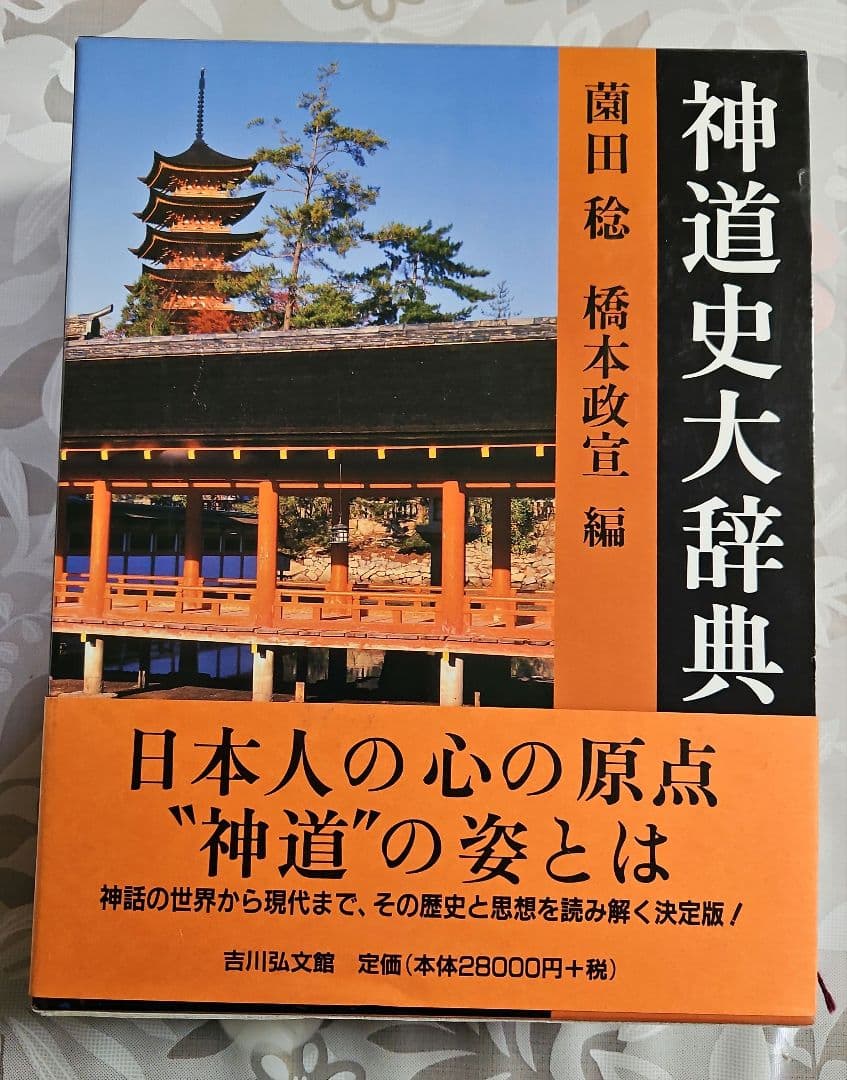 神道史大辞典
薗田 稔 橋本政宣 編
日本人の心の原点
〝神道〟の姿とは
神話の世界から現代まで、その歴史と思想を読み解く決定版！
吉川弘文館 定価（本体28000円＋税）